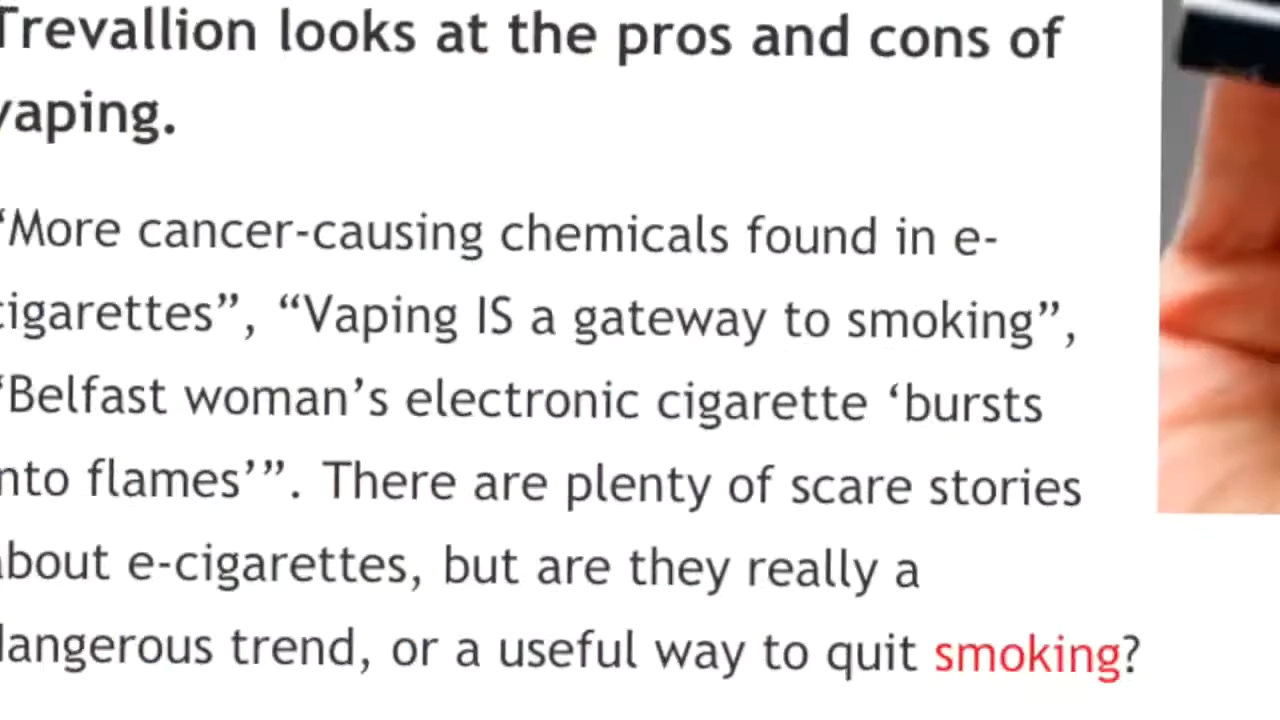 Trevallion looks at the pros and cons of
vaping.
“More cancer-causing chemicals found in e-
cigarettes”, “Vaping IS a gateway to smoking”,
“Belfast woman’s electronic cigarette ‘bursts
into flames’”. There are plenty of scare stories
about e-cigarettes, but are they really a
dangerous trend, or a useful way to quit smoking?